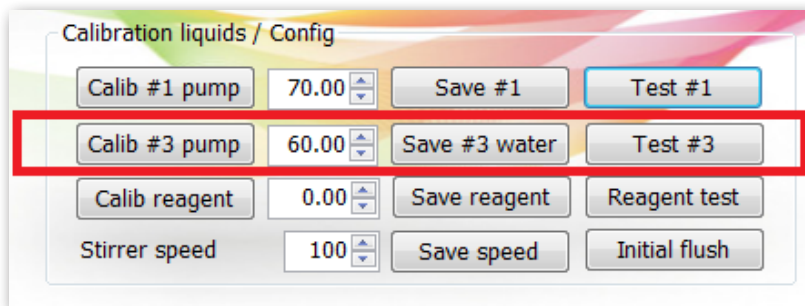 Calibration liquids / Config
Calib #1 pump 70.00 Save #1 Test #1
Calib #3 pump 60.00 Save #3 water Test #3
Calib reagent 0.00 Save reagent Reagent test
Stirrer speed 100 Save speed Initial flush